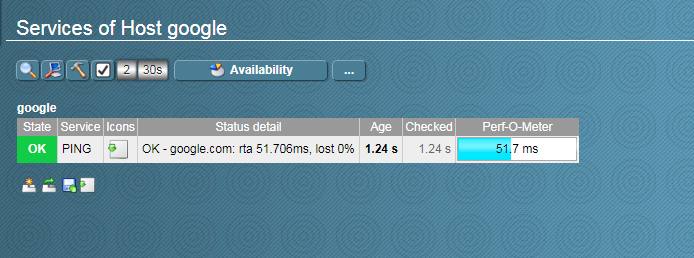 Services of Host google
2 30s Availability ...
google
State Service Icons Status detail Age Checked Perf-O-Meter
OK PING OK - google.com: rta 51.706ms, lost 0% 1.24 s 1.24 s 51.7 ms